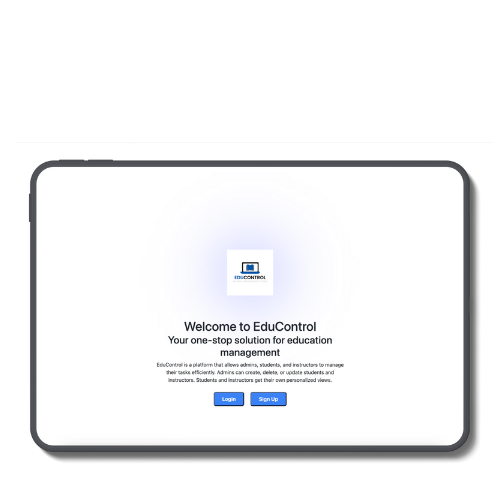 EDUCONTROL
Welcome to EduControl
Your one-stop solution for education
management
EduControl is a platform that allows admins, students, and instructors to manage
their tasks efficiently. Admins can create, delete, or update students and
instructors. Students and instructors get their own personalized views.
Login Sign Up